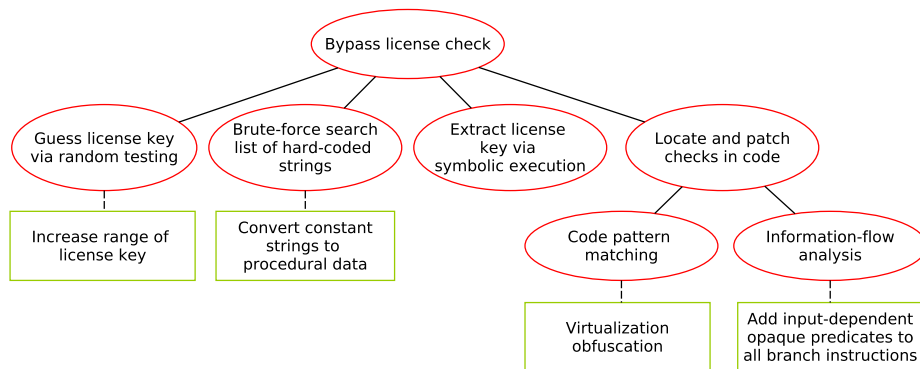 Bypass license check
Guess license key
via random testing
Brute-force search
list of hard-coded
strings
Extract license
key via
symbolic execution
Locate and patch
checks in code
Increase range of
license key
Convert constant
strings to
procedural data
Code pattern
matching
Information-flow
analysis
Virtualization
obfuscation
Add input-dependent
opaque predicates to
all branch instructions